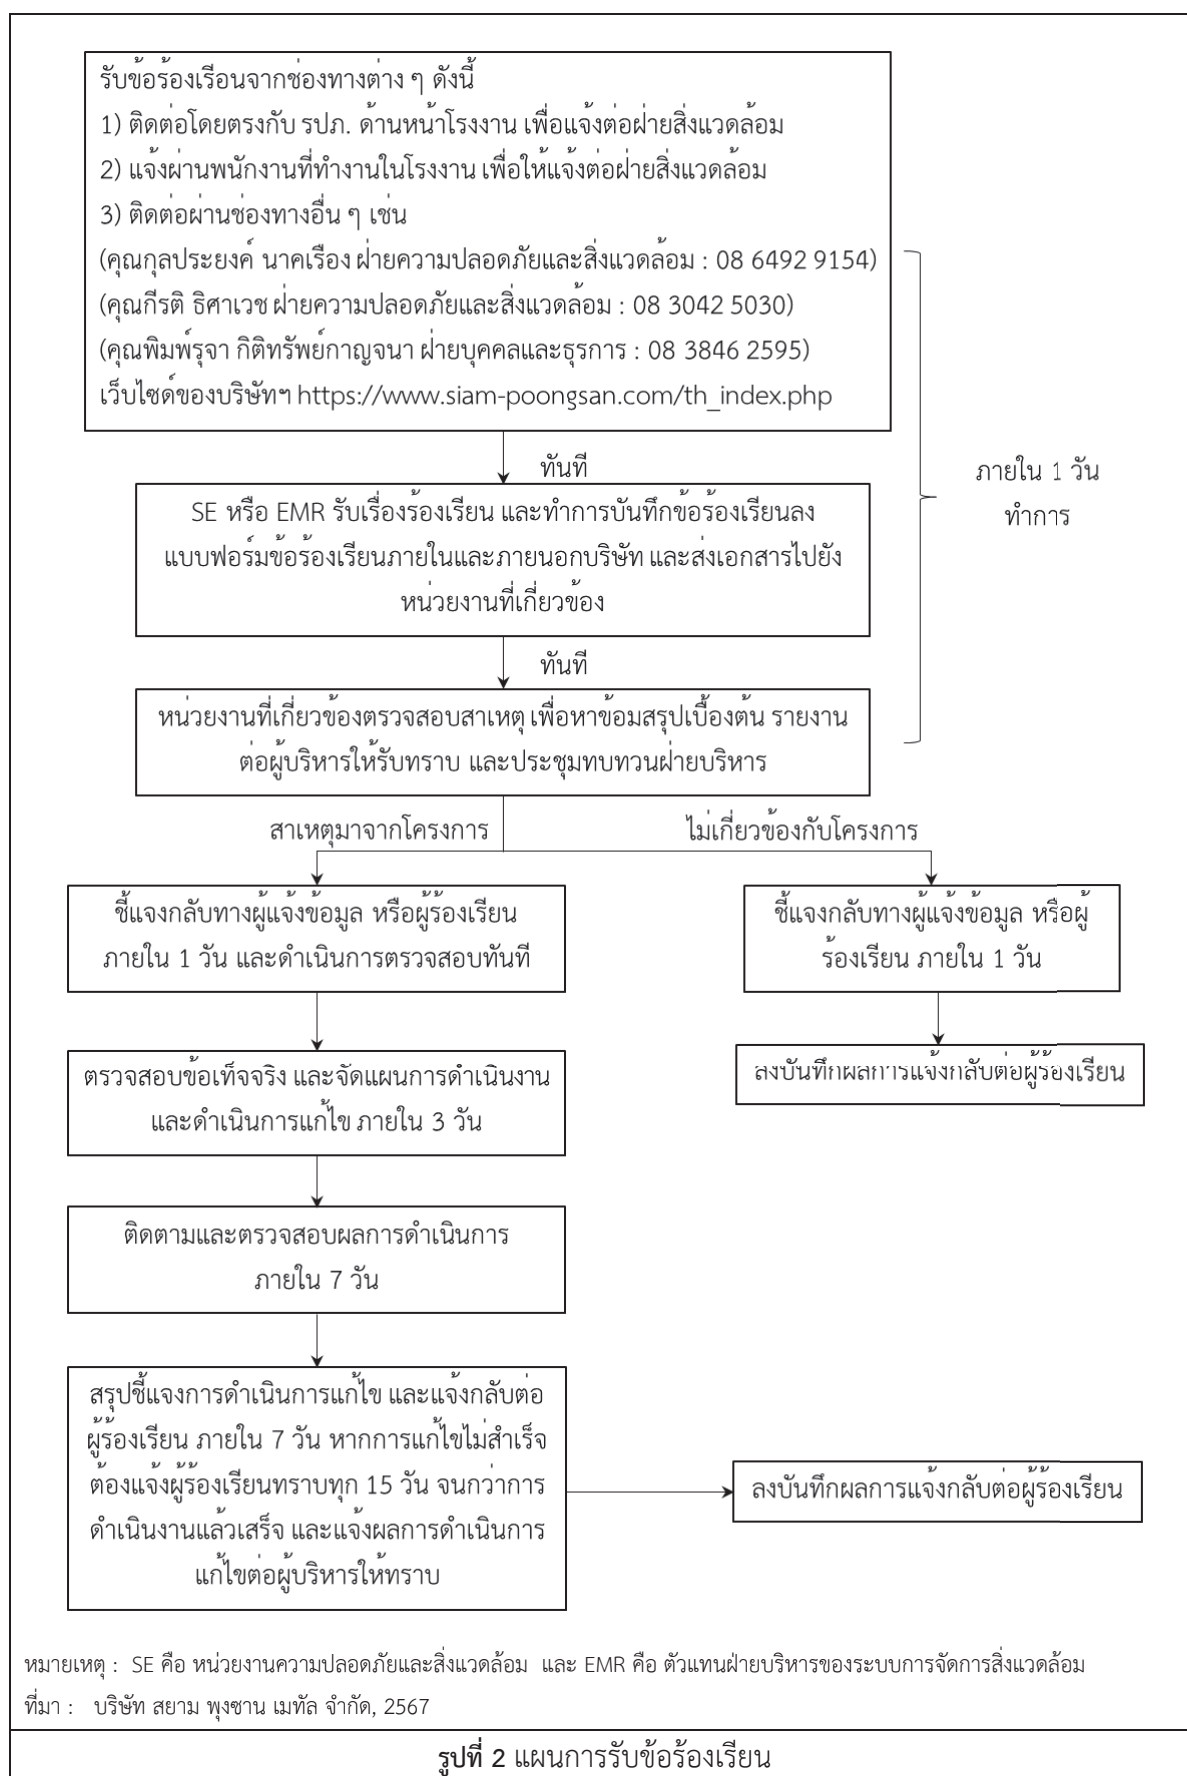 รับข้อร้องเรือนจากช่องทางต่าง ๆ ดังนี้
1) ติดต่อโดยตรงกับ รปภ. ด้านหน้าโรงงาน เพื่อแจ้งต่อฝ่ายสิ่งแวดล้อม
2) แจ้งผ่านพนักงานที่ทำงานในโรงงาน เพื่อให้แจ้งต่อฝ่ายสิ่งแวดล้อม
3) ติดต่อผ่านช่องทางอื่น ๆ เช่น
(คุณกุลประยงค์ นาคเรือง ฝ่ายความปลอดภัยและสิ่งแวดล้อม : 08 6492 9154)
(คุณกีรติ ธิศาเวช ฝ่ายความปลอดภัยและสิ่งแวดล้อม : 08 3042 5030)
(คุณพิมพ์รุจา กิติทรัพย์กาญจนา ฝ่ายบุคคลและธุรการ : 08 3846 2595)
เว็บไซด์ของบริษัทฯ https://www.siam-poongsan.com/th_index.php
ทันที
ภายใน 1 วัน
ทำการ
SE หรือ EMR รับเรื่องร้องเรียน และทำการบันทึกข้อร้องเรียนลง
แบบฟอร์มข้อร้องเรียนภายในและภายนอกบริษัท และส่งเอกสารไปยัง
หน่วยงานที่เกี่ยวข้อง
ทันที
หน่วยงานที่เกี่ยวข้องตรวจสอบสาเหตุ เพื่อหาข้อมสรุปเบื้องต้น รายงาน
ต่อผู้บริหารให้รับทราบ และประชุมทบทวนฝ่ายบริหาร
สาเหตุมาจากโครงการ
ไม่เกี่ยวข้องกับโครงการ
ชี้แจงกลับทางผู้แจ้งข้อมูล หรือผู้ร้องเรียน
ภายใน 1 วัน และดำเนินการตรวจสอบทันที
ชี้แจงกลับทางผู้แจ้งข้อมูล หรือผู้
ร้องเรียน ภายใน 1 วัน
ตรวจสอบข้อเท็จจริง และจัดแผนการดำเนินงาน
และดำเนินการแก้ไข ภายใน 3 วัน
ลงบันทึกผลการแจ้งกลับต่อผู้ร้องเรียน
ติดตามและตรวจสอบผลการดำเนินการ
ภายใน 7 วัน
สรุปชี้แจงการดำเนินการแก้ไข และแจ้งกลับต่อ
ผู้ร้องเรียน ภายใน 7 วัน หากการแก้ไขไม่สำเร็จ
ต้องแจ้งผู้ร้องเรียนทราบทุก 15 วัน จนกว่าการ
ดำเนินงานแล้วเสร็จ และแจ้งผลการดำเนินการ
แก้ไขต่อผู้บริหารให้ทราบ
ลงบันทึกผลการแจ้งกลับต่อผู้ร้องเรียน
หมายเหตุ : SE คือ หน่วยงานความปลอดภัยและสิ่งแวดล้อม และ EMR คือ ตัวแทนฝ่ายบริหารของระบบการจัดการสิ่งแวดล้อม
ที่มา : บริษัท สยาม พุงซาน เมทัล จำกัด, 2567
รูปที่ 2 แผนการรับข้อร้องเรียน